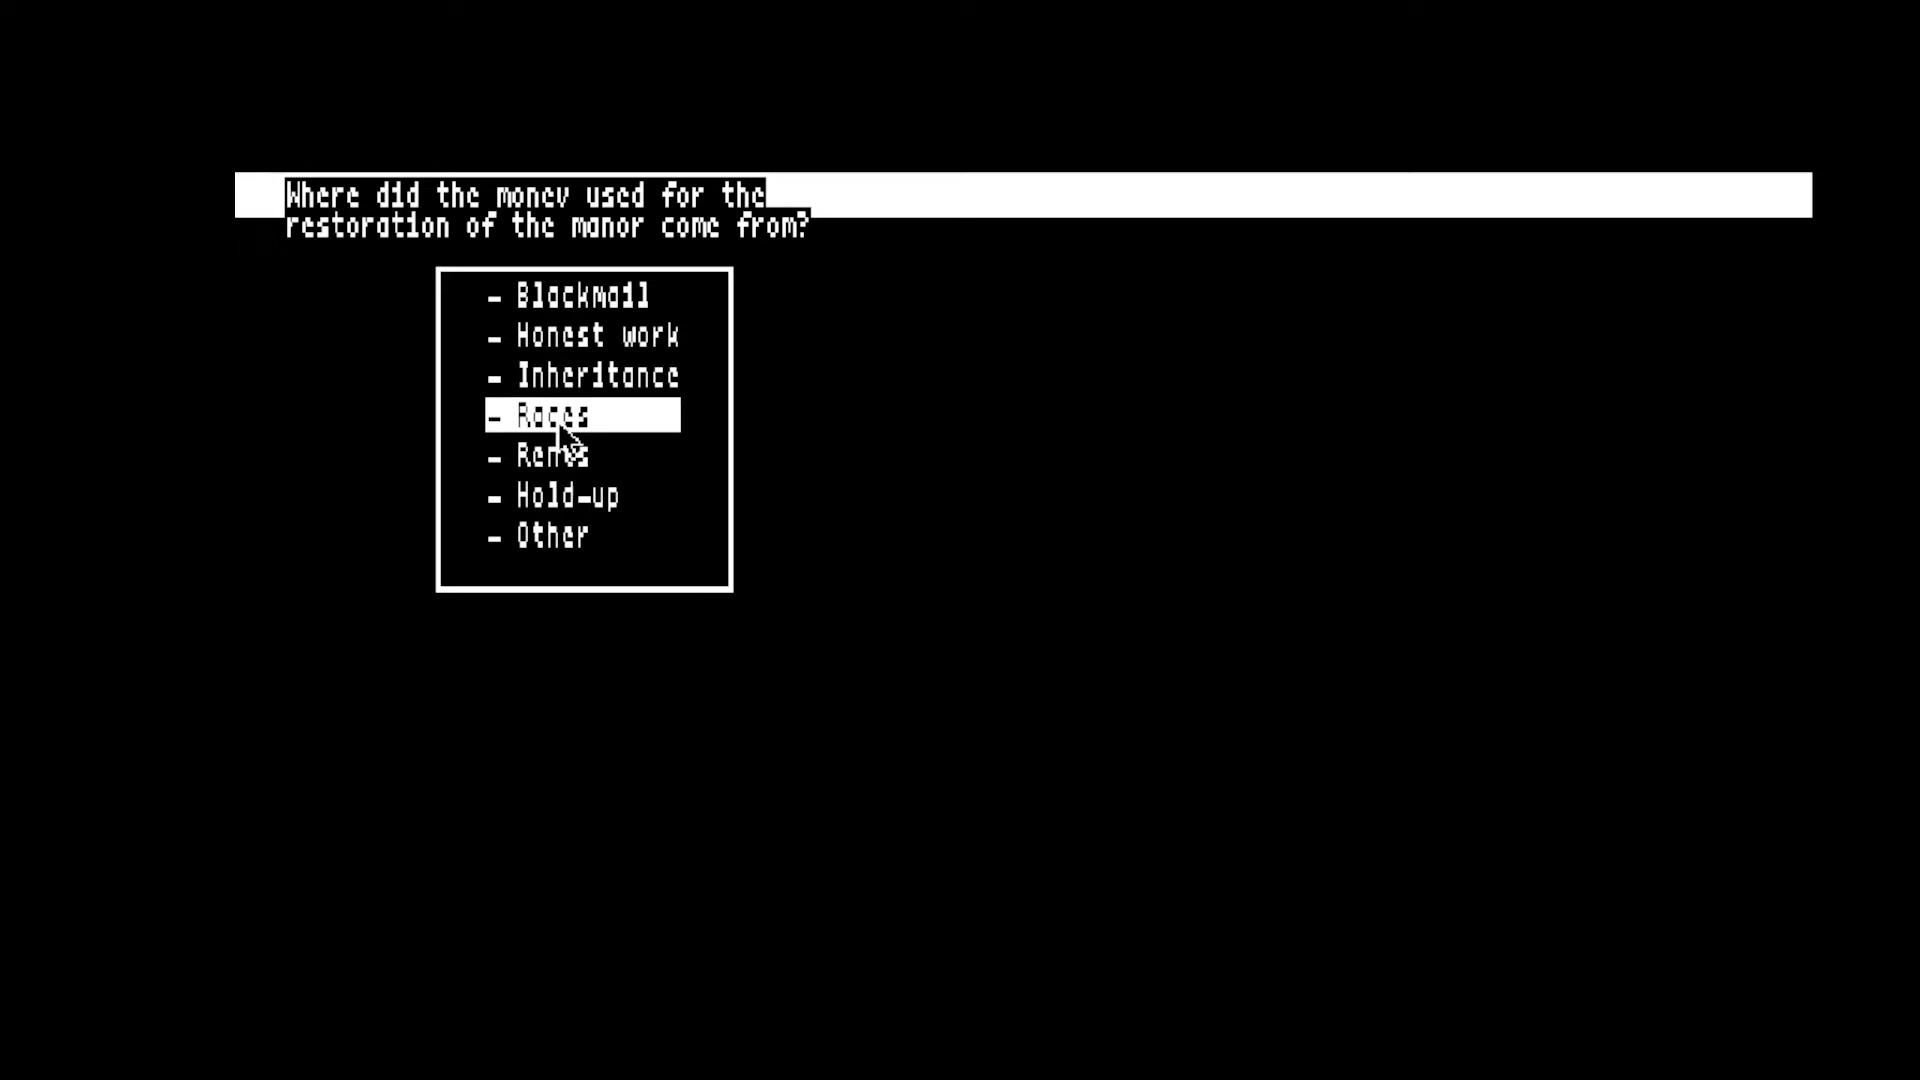 Where did the money used for the
restoration of the manor come from?
- Blackmail
- Honest work
- Inheritance
- Races
- Rents
- Hold-up
- Other